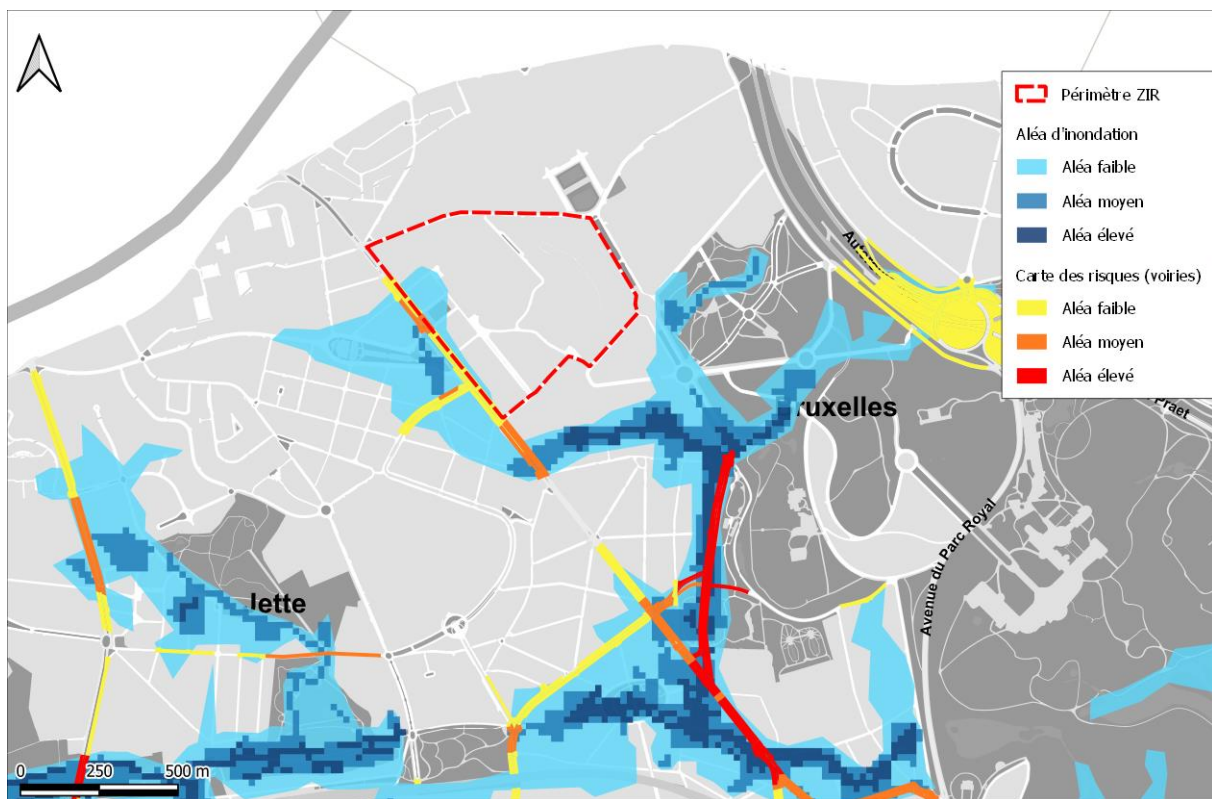 Périmètre ZIR
Aléa d'inondation
Aléa faible
Aléa moyen
Aléa élevé
Carte des risques (voiries)
Aléa faible
Aléa moyen
Aléa élevé
Praet
ruxelles
Avenue du Parc Royal
Jette
0 250 500 m